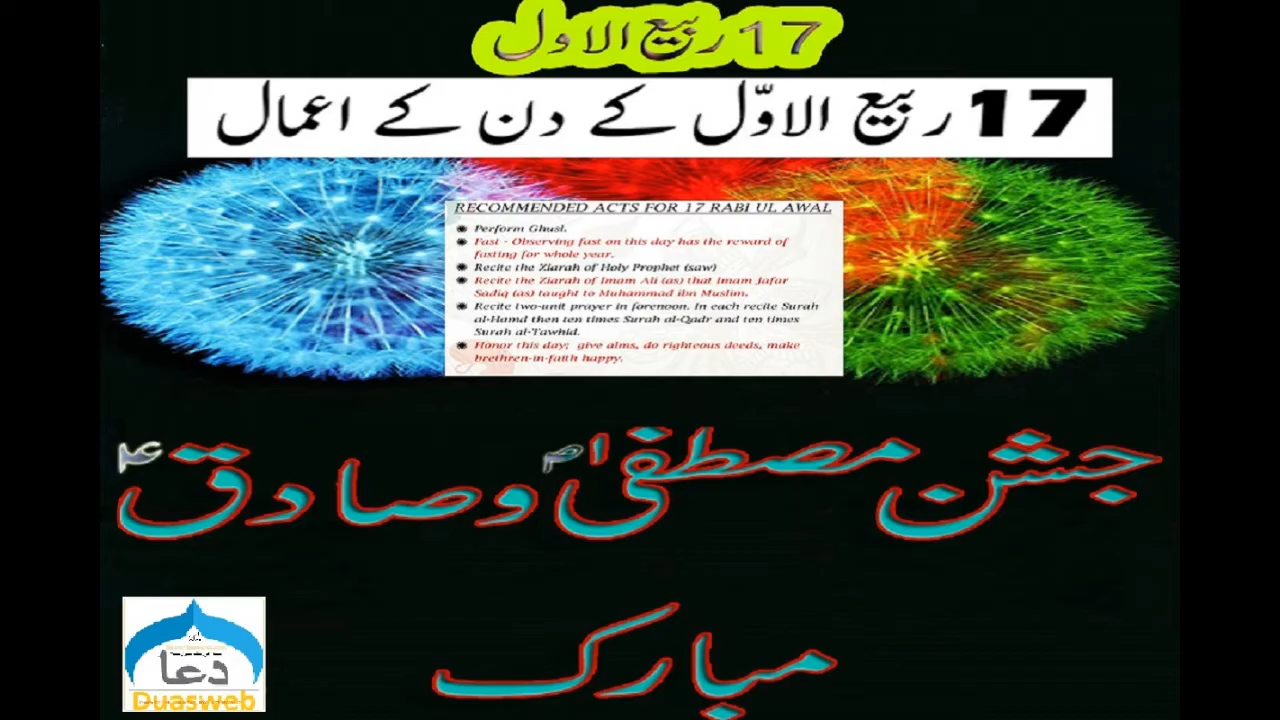 17 ربیع الاول
17 ربیع الاوّل کے دن کے اعمال
RECOMMENDED ACTS FOR 17 RABI UL AWAL
◉ Perform Ghusl.
◉ Fast - Observing fast on this day has the reward of
fasting for whole year.
◉ Recite the Ziarah of Holy Prophet (saw)
◉ Recite the Ziarah of Imam Ali (as) that Imam Jafar
Sadiq (as) taught to Muhammad ibn Muslim.
◉ Recite two-unit prayer in forenoon. In each recite Surah
al-Hamd then ten times Surah al-Qadr and ten times
Surah al-Tawhid.
◉ Honor this day; give alms, do righteous deeds, make
brethren-in-faith happy.
جشن مصطفیٰ ؐ و صادق ؑ
مبارک
دعا
Duasweb